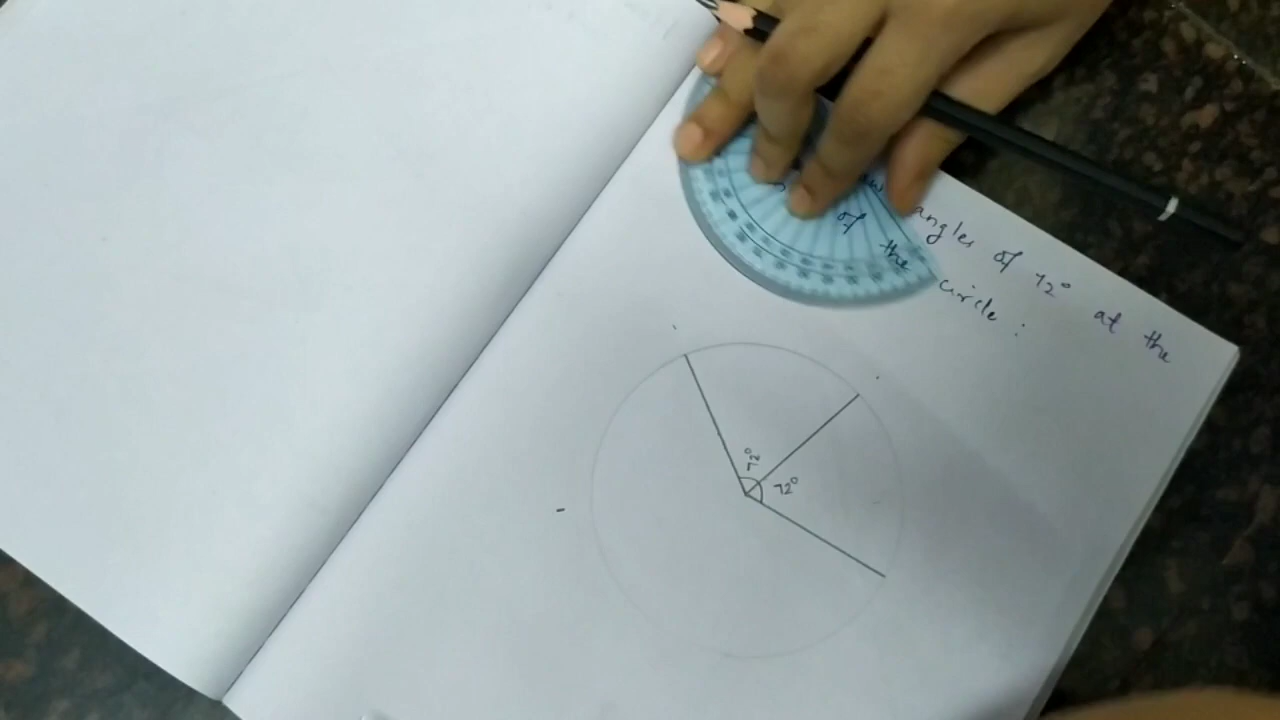 angles of 72° at the
of the circle :
72°
72°